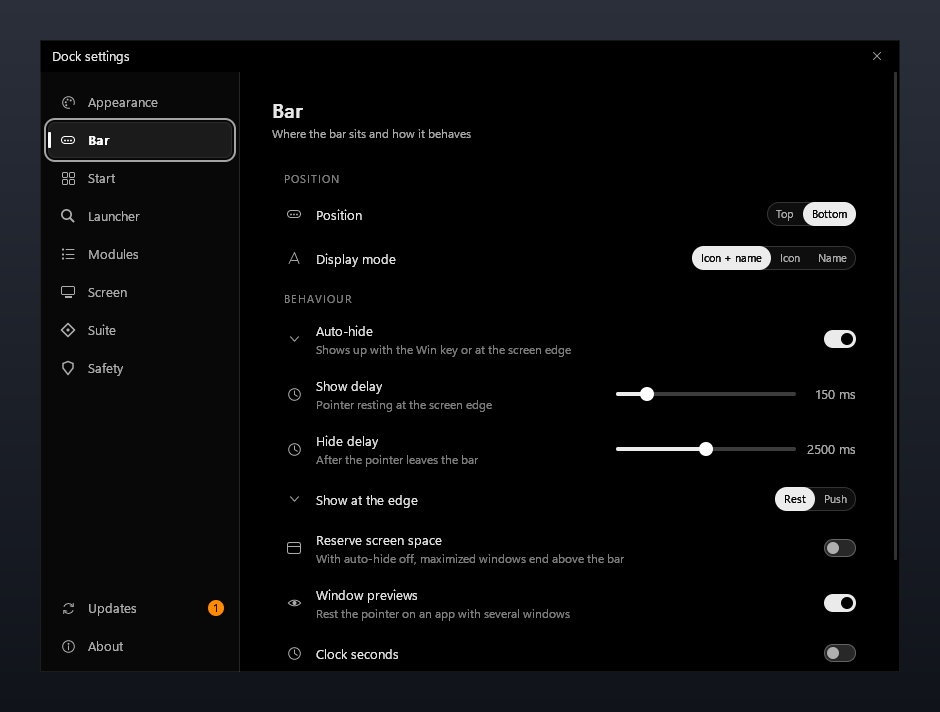 Dock settings
Appearance
Bar
Start
Launcher
Modules
Screen
Suite
Safety
Updates
1
About
Bar
Where the bar sits and how it behaves
POSITION
Position
Top
Bottom
Display mode
Icon + name
Icon
Name
BEHAVIOUR
Auto-hide
Shows up with the Win key or at the screen edge
Show delay
Pointer resting at the screen edge
150 ms
Hide delay
After the pointer leaves the bar
2500 ms
Show at the edge
Rest
Push
Reserve screen space
With auto-hide off, maximized windows end above the bar
Window previews
Rest the pointer on an app with several windows
Clock seconds